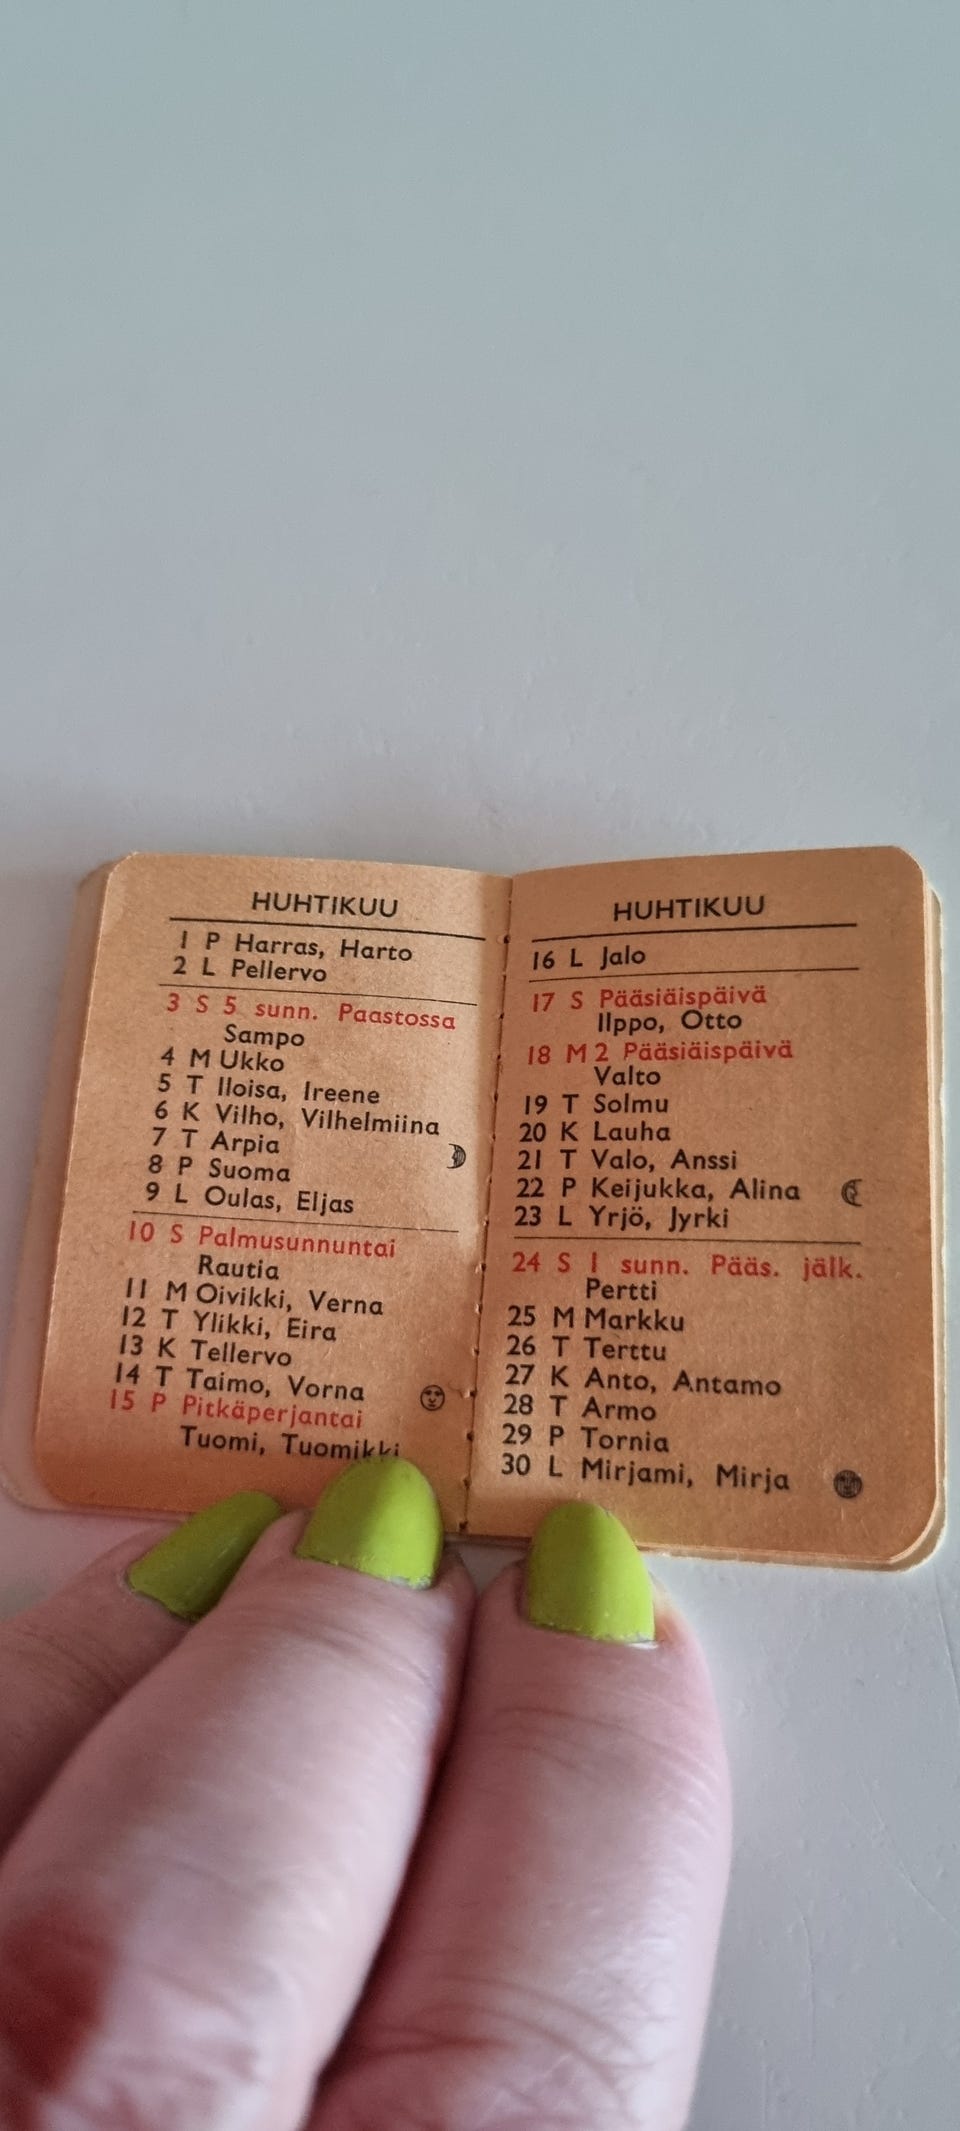 HUHTIKUU
1 P Harras, Harto
2 L Pellervo
3 S 5 sunn. Paastossa
Sampo
4 M Ukko
5 T Iloisa, Ireene
6 K Vilho, Vilhelmiina
7 T Arpia
8 P Suoma
9 L Oulas, Eljas
10 S Palmusunnuntai
Rautia
11 M Oivikki, Verna
12 T Ylikki, Eira
13 K Tellervo
14 T Taimo, Vorna
15 P Pitkäperjantai
Tuomi, Tuomikki
HUHTIKUU
16 L Jalo
17 S Pääsiäispäivä
Ilppo, Otto
18 M 2 Pääsiäispäivä
Valto
19 T Solmu
20 K Lauha
21 T Valo, Anssi
22 P Keijukka, Alina
23 L Yrjö, Jyrki
24 S 1 sunn. Pääs. jälk.
Pertti
25 M Markku
26 T Terttu
27 K Anto, Antamo
28 T Armo
29 P Tornia
30 L Mirjami, Mirja